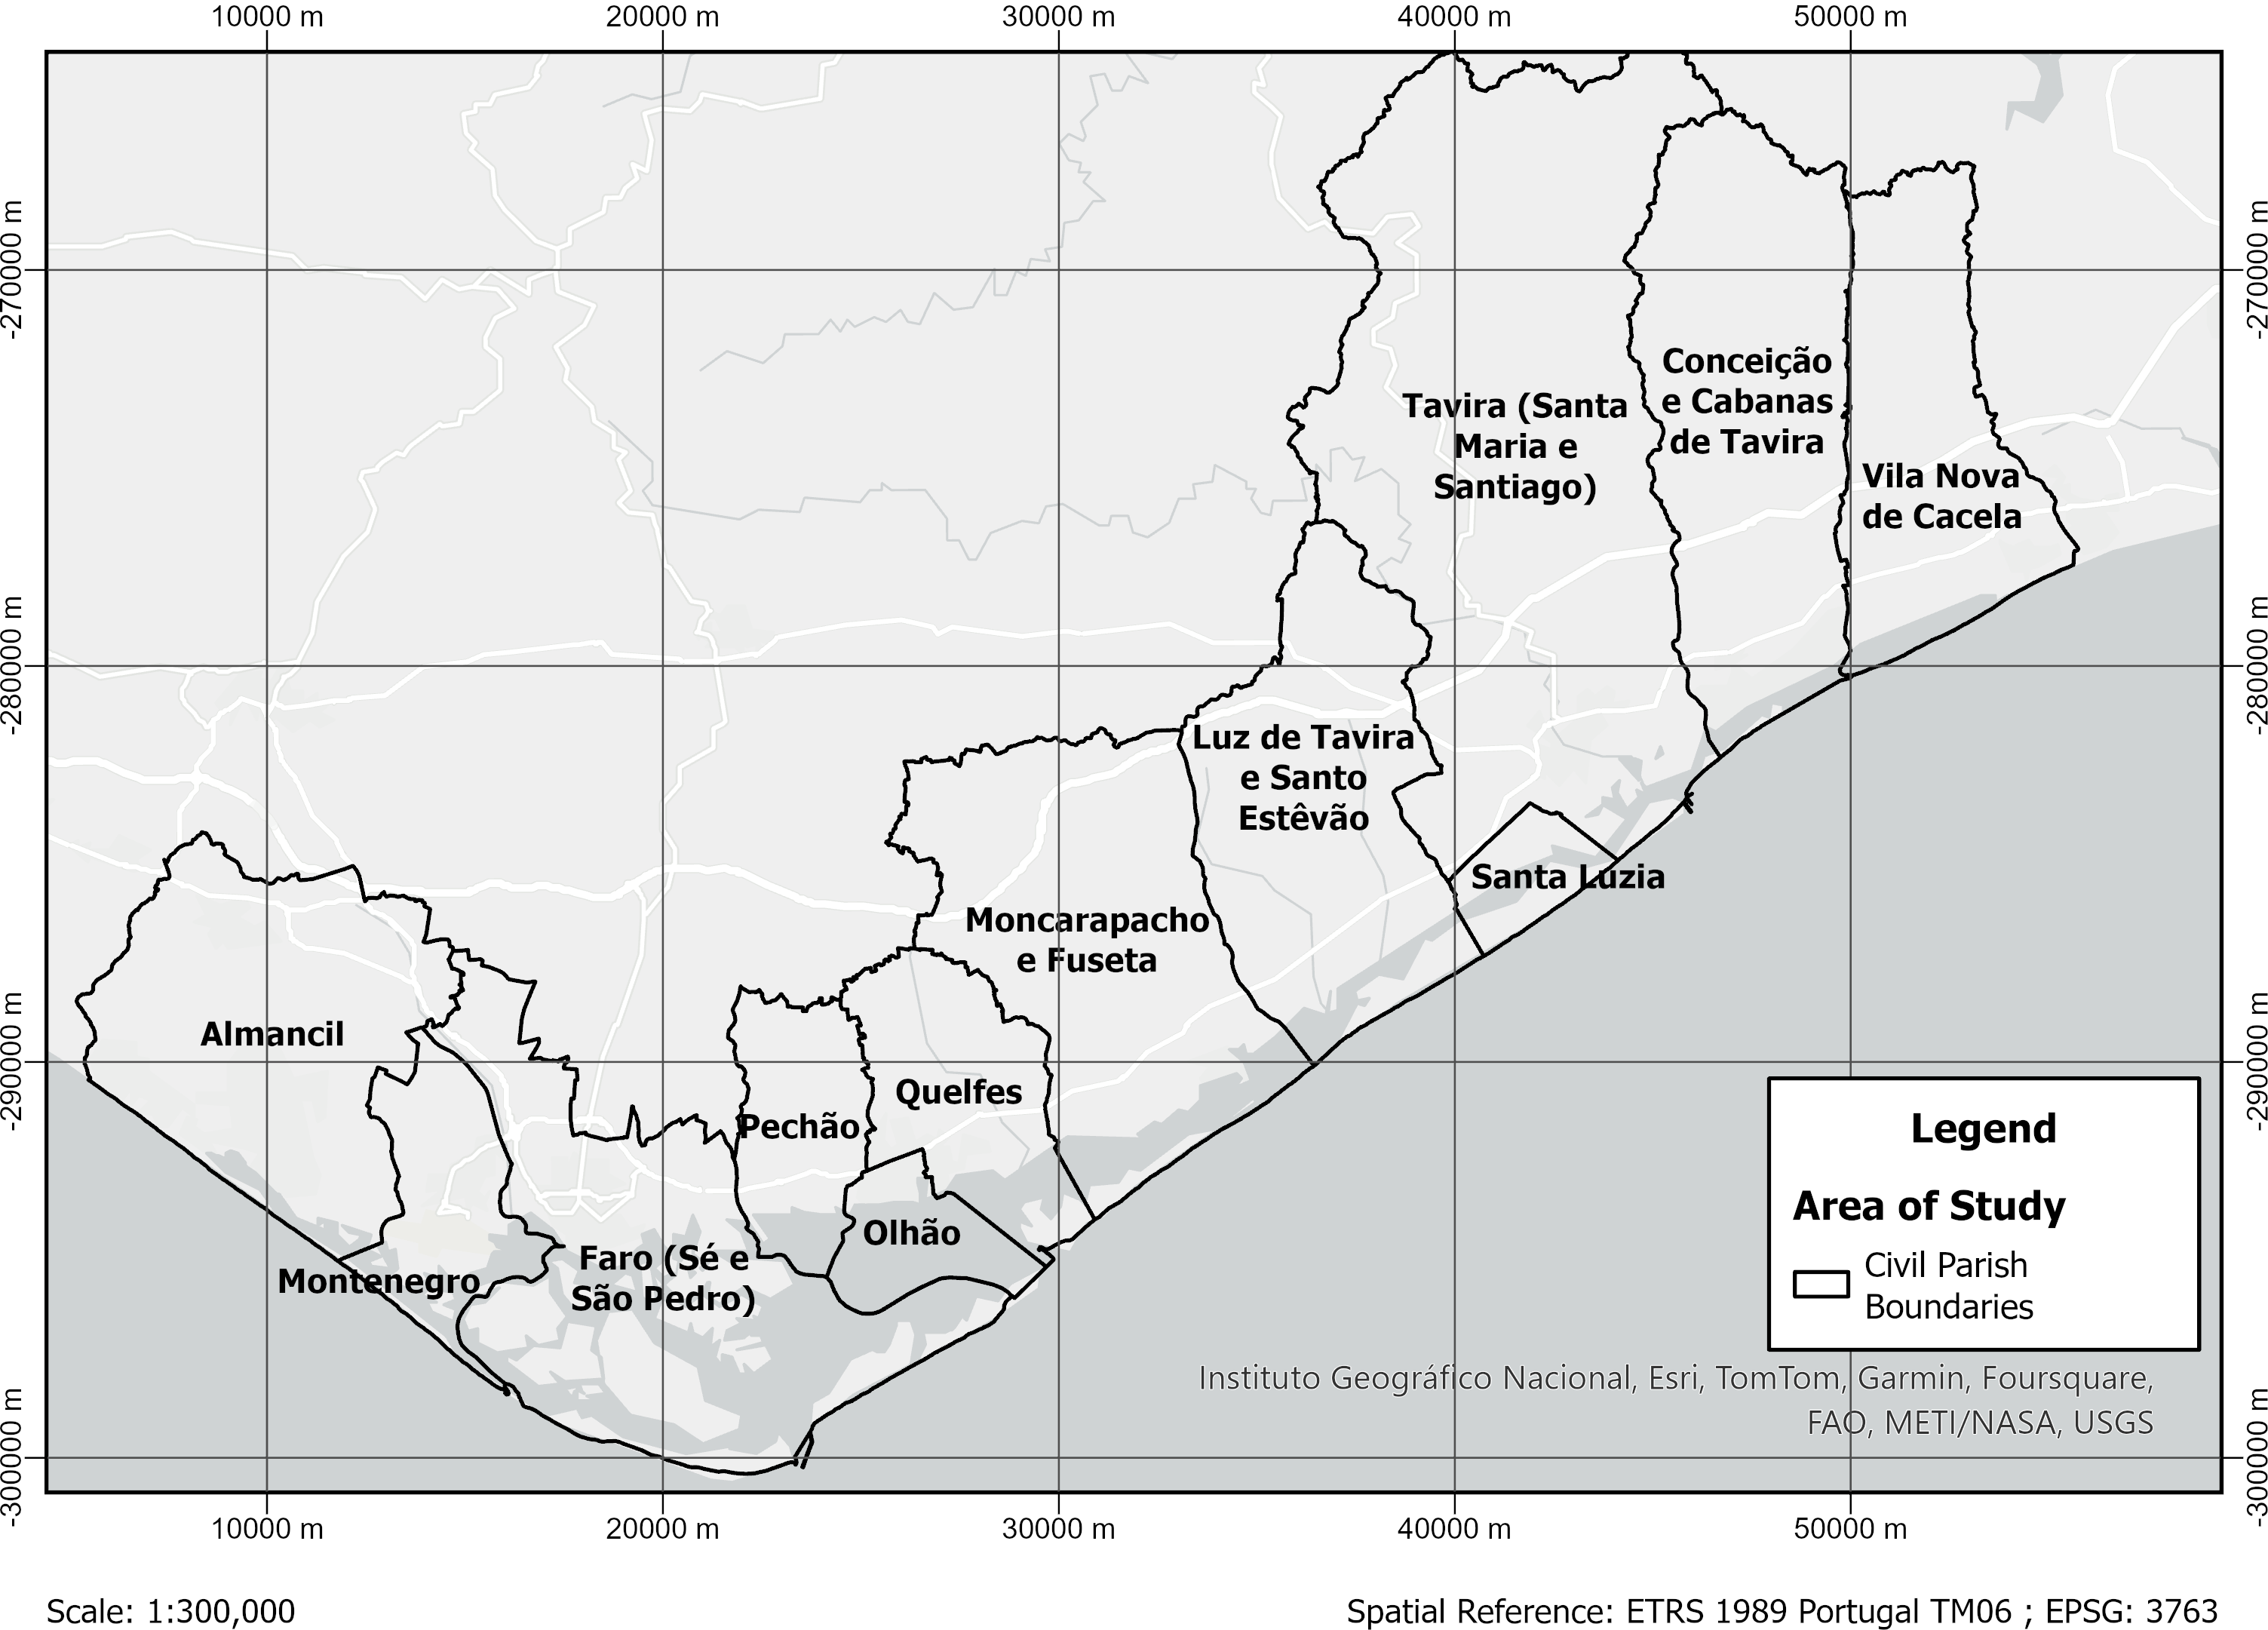 10000 m 20000 m 30000 m 40000 m 50000 m
-270000 m
-270000 m
Conceição
e Cabanas
de Tavira
Tavira (Santa
Maria e
Santiago)
Vila Nova
de Cacela
-280000 m
-280000 m
Luz de Tavira
e Santo
Estêvão
Santa Luzia
Moncarapacho
e Fuseta
Almancil
-290000 m
-290000 m
Quelfes
Pechão
Olhão
Faro (Sé e
São Pedro)
Montenegro
Legend
Area of Study
Civil Parish
Boundaries
Instituto Geográfico Nacional, Esri, TomTom, Garmin, Foursquare,
FAO, METI/NASA, USGS
-300000 m
-300000 m
10000 m 20000 m 30000 m 40000 m 50000 m
Scale: 1:300,000
Spatial Reference: ETRS 1989 Portugal TM06 ; EPSG: 3763